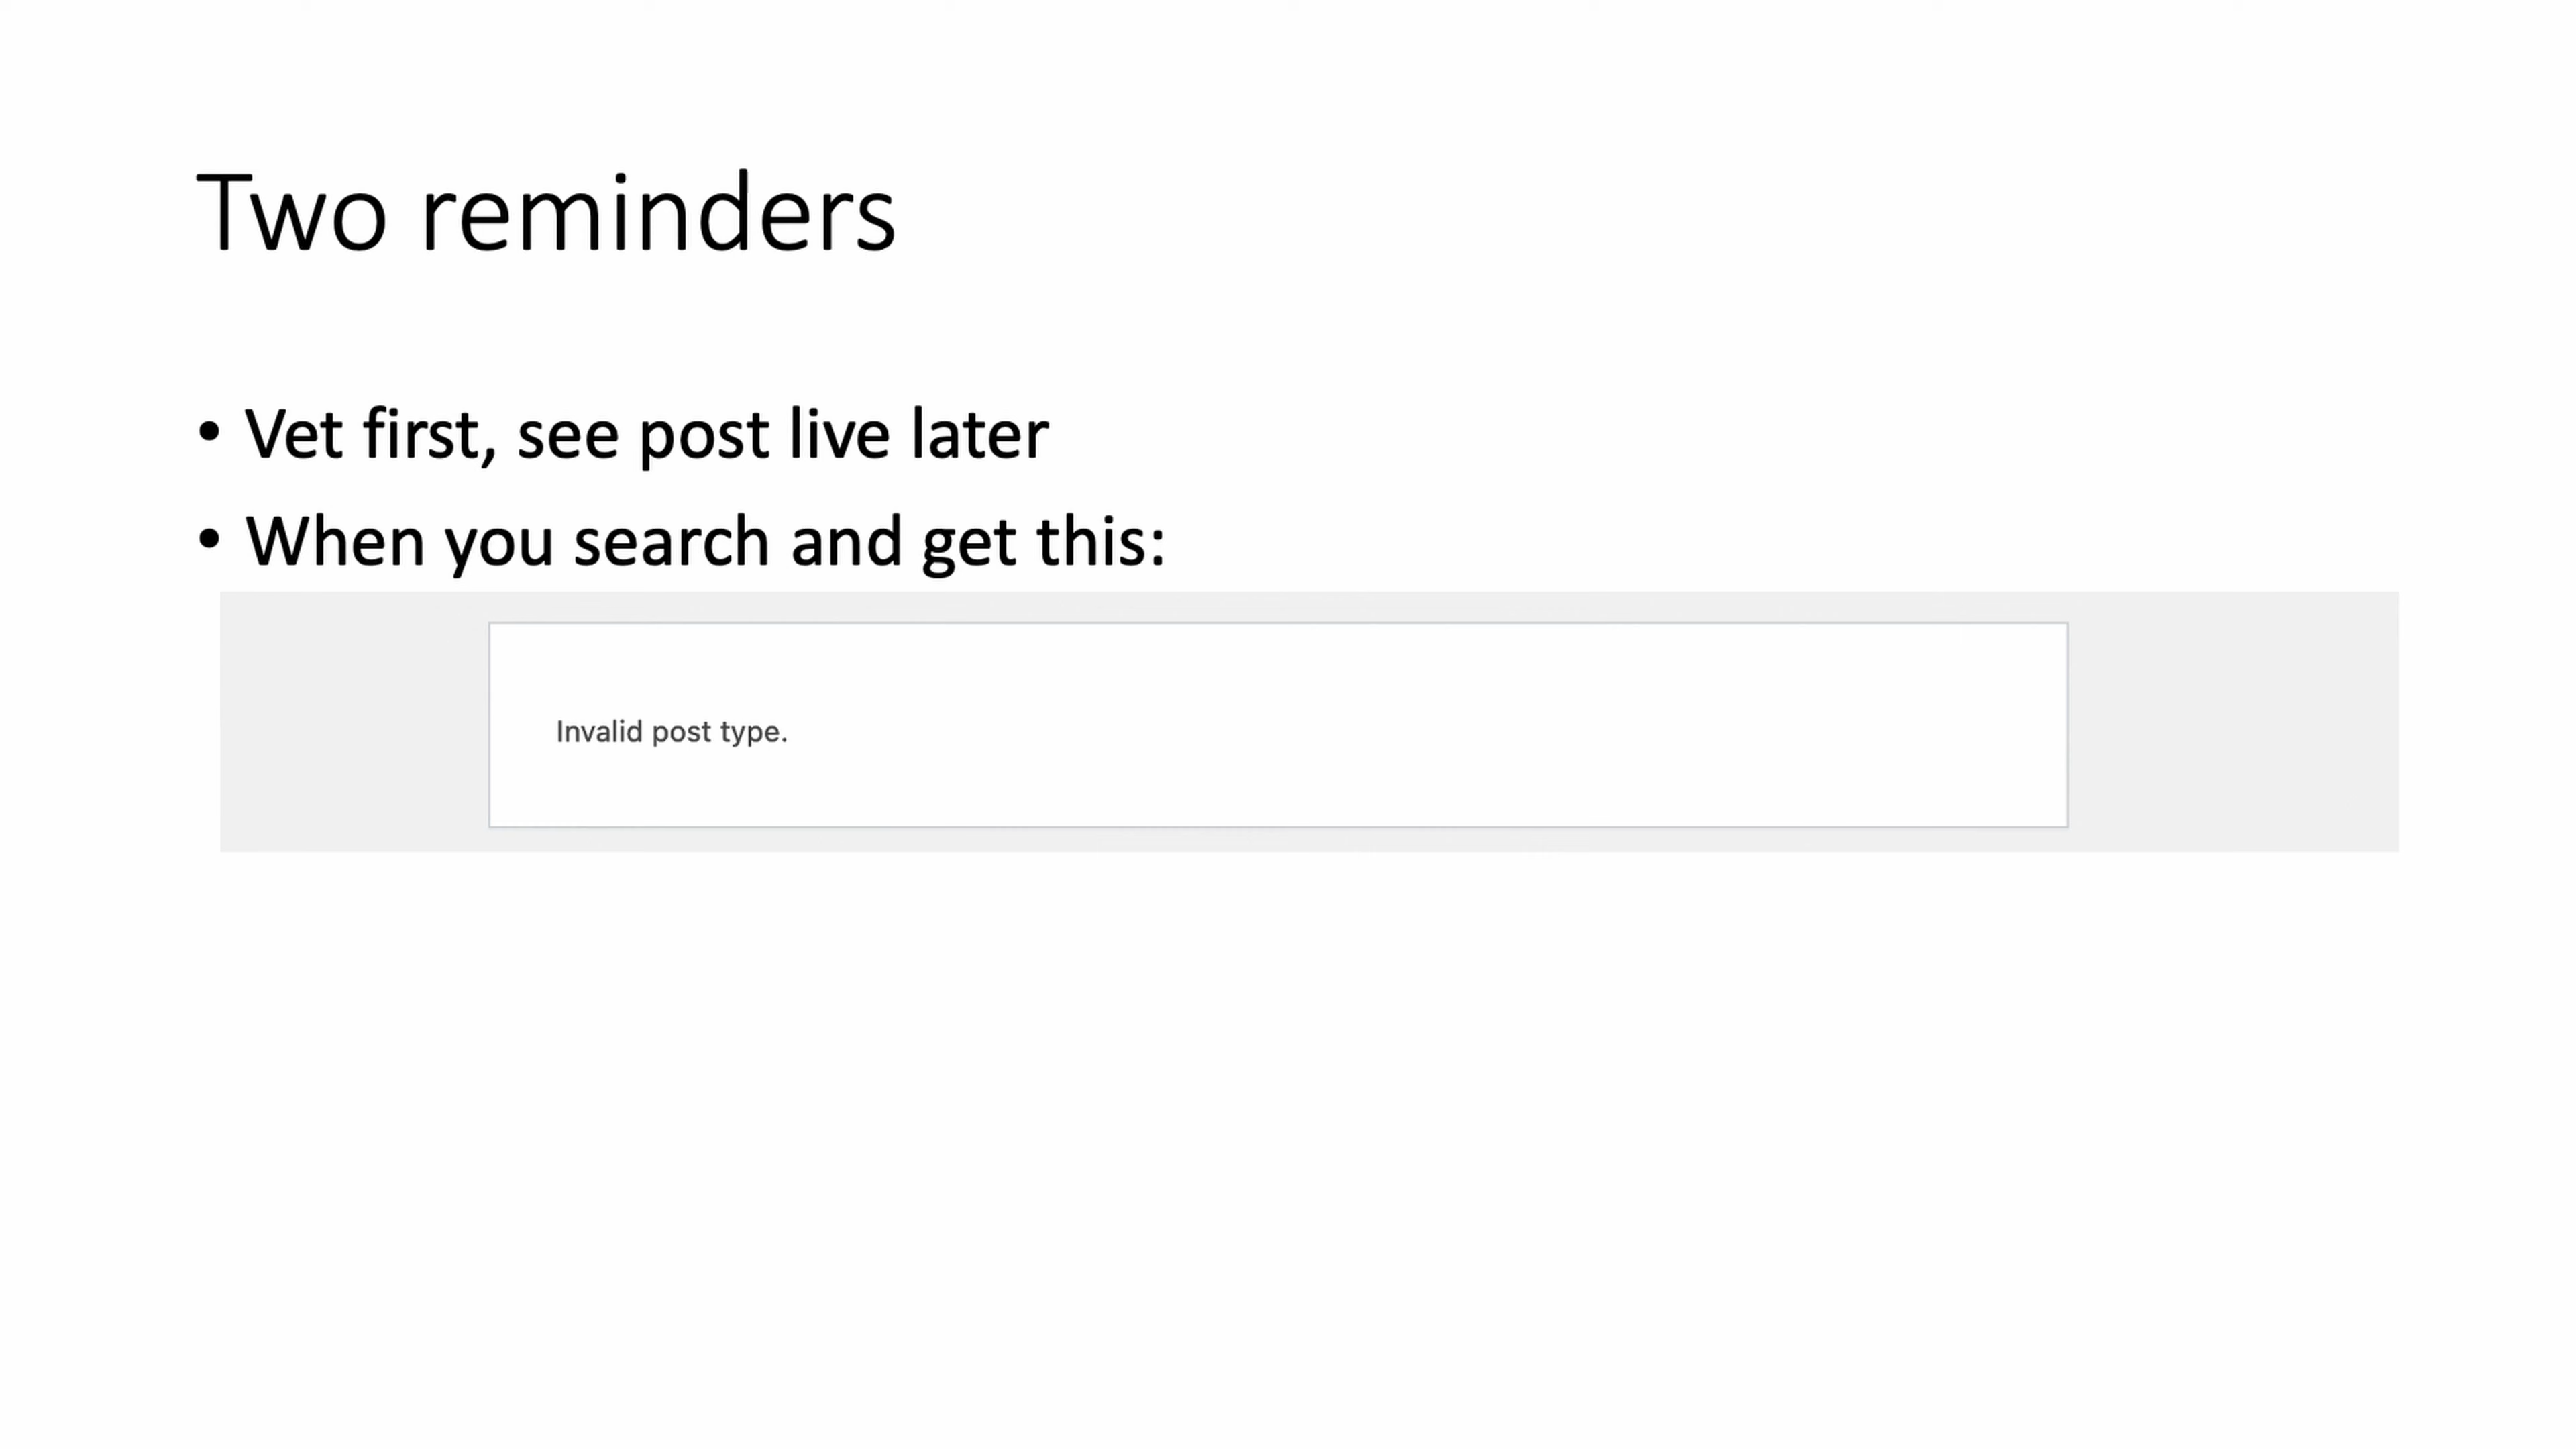 Two reminders
• Vet first, see post live later
• When you search and get this:
Invalid post type.